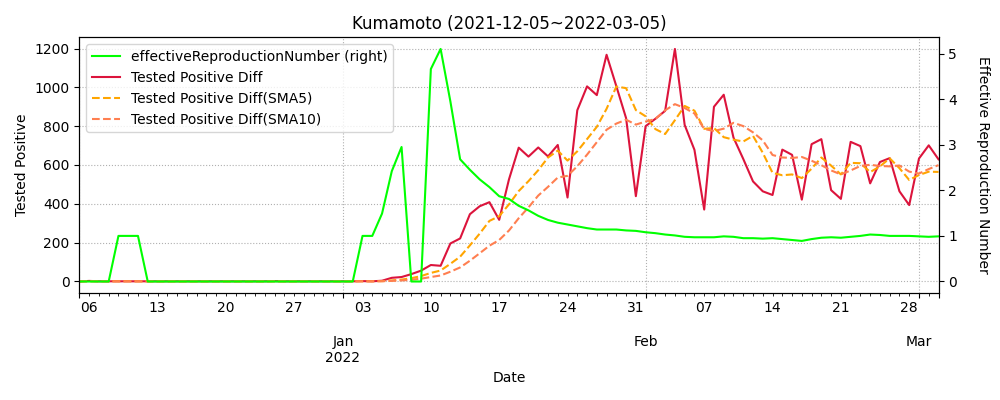 Kumamoto (2021-12-05~2022-03-05)
effectiveReproductionNumber (right)
Tested Positive Diff
Tested Positive Diff(SMA5)
Tested Positive Diff(SMA10)
Tested Positive
1200
1000
800
600
400
200
0
Effective Reproduction Number
5
4
3
2
1
0
06 13 20 27 03 10 17 24 31 07 14 21 28
Jan Feb Mar
2022
Date